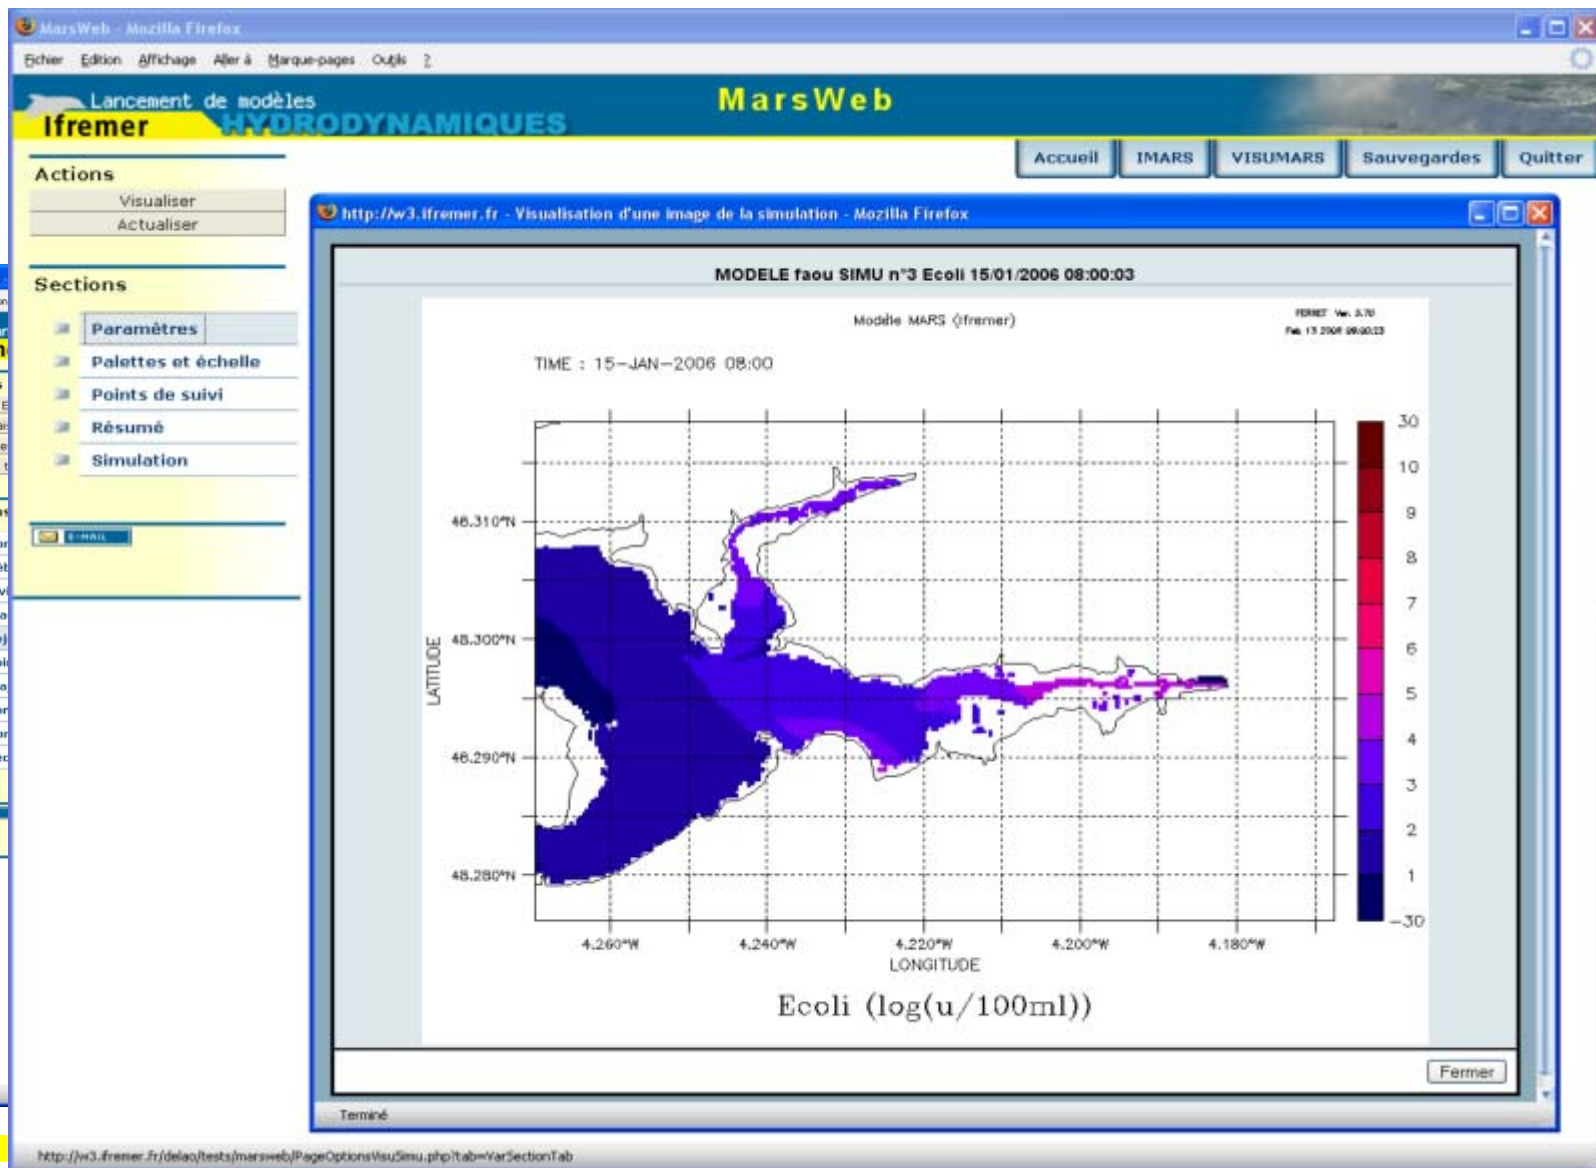 MarsWeb - Mozilla Firefox
Fichier Edition Affichage Aller à Marque-pages Outils ?
Lancement de modèles
Ifremer HYDRODYNAMIQUES
MarsWeb
Accueil IMARS VISUMARS Sauvegardes Quitter
Actions
Visualiser
Actualiser
Sections
Paramètres
Palettes et échelle
Points de suivi
Résumé
Simulation
E-MAIL
http://w3.ifremer.fr - Visualisation d'une image de la simulation - Mozilla Firefox
MODELE faou SIMU n°3 Ecoli 15/01/2006 08:00:03
Modèle MARS (Ifremer)
FERRET Ver. 5.70
TIME : 15-JAN-2006 08:00
LATITUDE
48.310°N
48.300°N
48.290°N
48.280°N
4.260°W 4.240°W 4.220°W 4.200°W 4.180°W
LONGITUDE
30
10
9
8
7
6
5
4
3
2
1
-30
Ecoli (log(u/100ml))
Fermer
Terminé
http://w3.ifremer.fr/delao/tests/marsweb/PageOptionsVisuSimu.php?tab=VarSectionTab